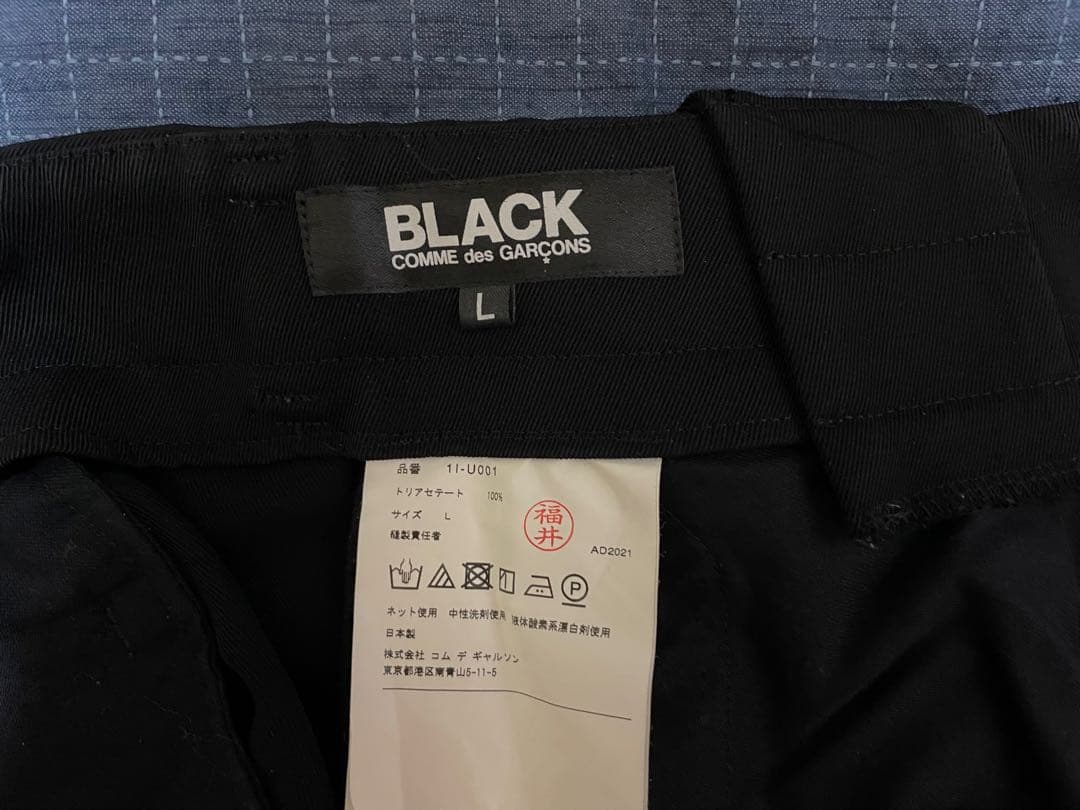 BLACK
COMME des GARÇONS
L
品番 1I-U001
トリアセテート 100%
サイズ L
縫製責任者
福井
AD2021
P
ネット使用 中性洗剤使用 液体酸素系漂白剤使用
日本製
株式会社 コム デ ギャルソン
東京都港区南青山5-11-5